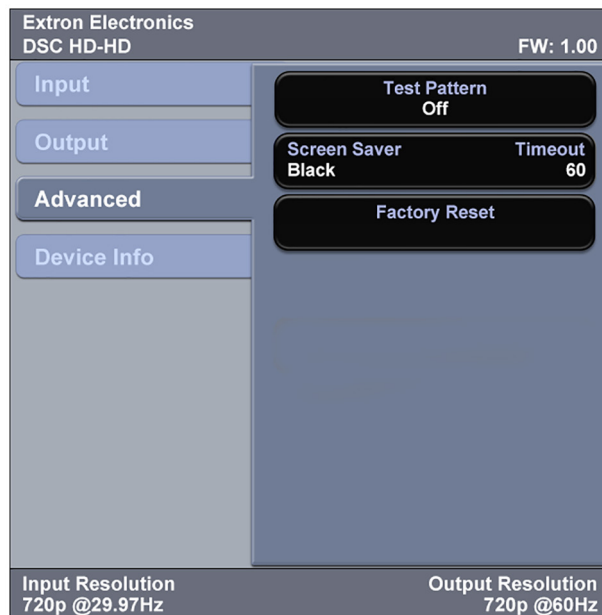 Extron Electronics
DSC HD-HD FW: 1.00
Input
Output
Advanced
Device Info
Test Pattern
Off
Screen Saver Timeout
Black 60
Factory Reset
Input Resolution Output Resolution
720p @29.97Hz 720p @60Hz